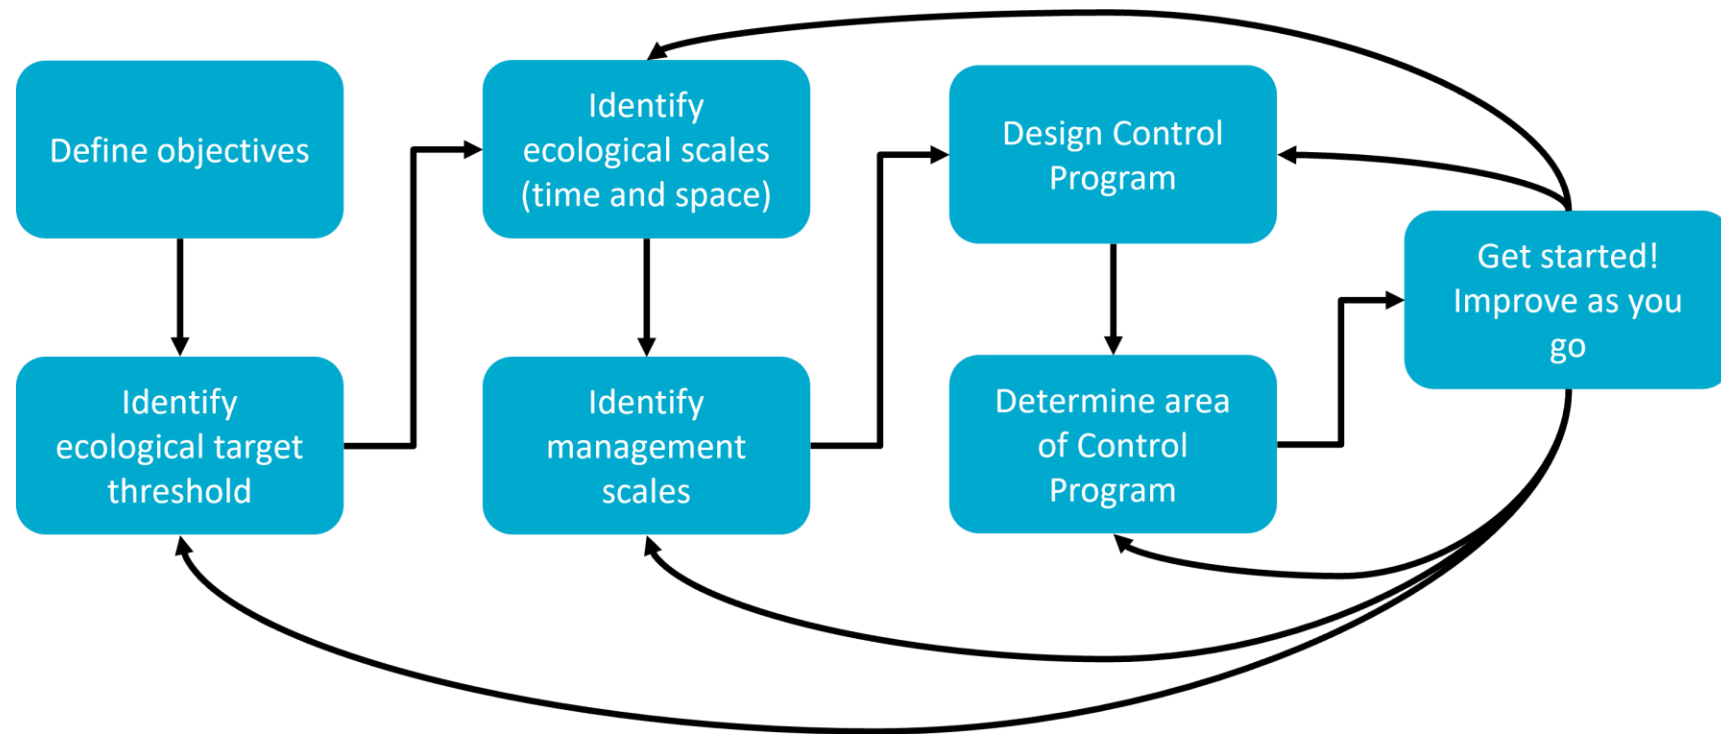 Define objectives
Identify
ecological target
threshold
Identify
ecological scales
(time and space)
Identify
management
scales
Design Control
Program
Determine area
of Control
Program
Get started!
Improve as you
go